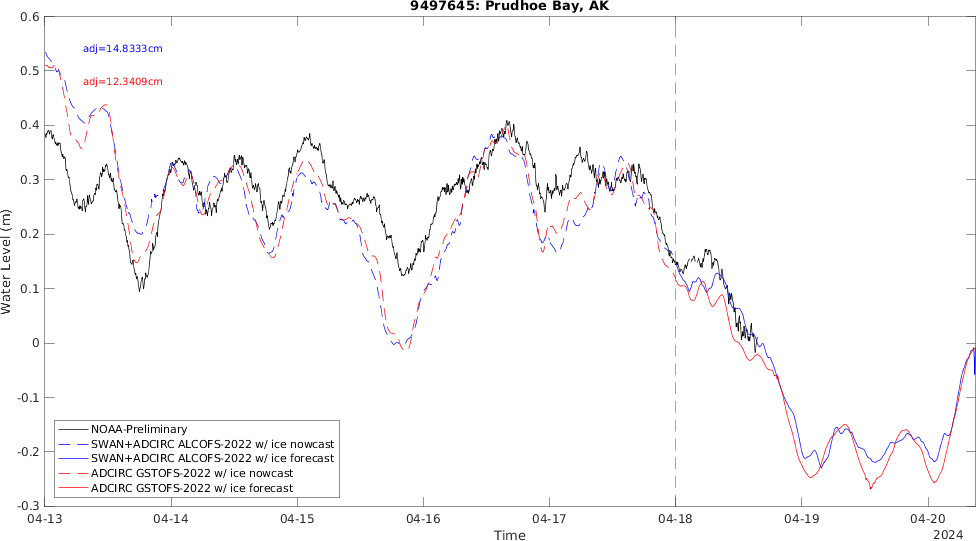 9497645: Prudhoe Bay, AK
adj=14.8333cm
adj=12.3409cm
Water Level (m)
0.6
0.5
0.4
0.3
0.2
0.1
0
-0.1
-0.2
-0.3
NOAA-Preliminary
SWAN+ADCIRC ALCOFS-2022 w/ ice nowcast
SWAN+ADCIRC ALCOFS-2022 w/ ice forecast
ADCIRC GSTOFS-2022 w/ ice nowcast
ADCIRC GSTOFS-2022 w/ ice forecast
04-13 04-14 04-15 04-16 04-17 04-18 04-19 04-20
Time
2024